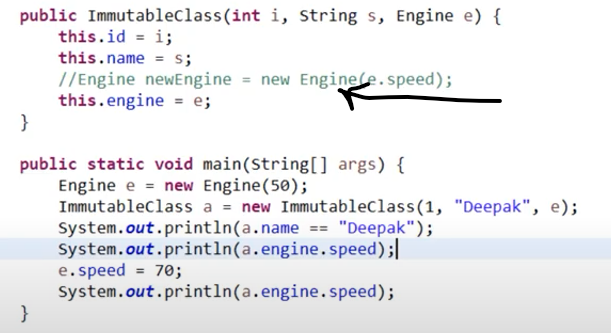 public ImmutableClass(int i, String s, Engine e) {
this.id = i;
this.name = s;
//Engine newEngine = new Engine(e.speed);
this.engine = e;
}
public static void main(String[] args) {
Engine e = new Engine(50);
ImmutableClass a = new ImmutableClass(1, "Deepak", e);
System.out.println(a.name == "Deepak");
System.out.println(a.engine.speed);
e.speed = 70;
System.out.println(a.engine.speed);
}